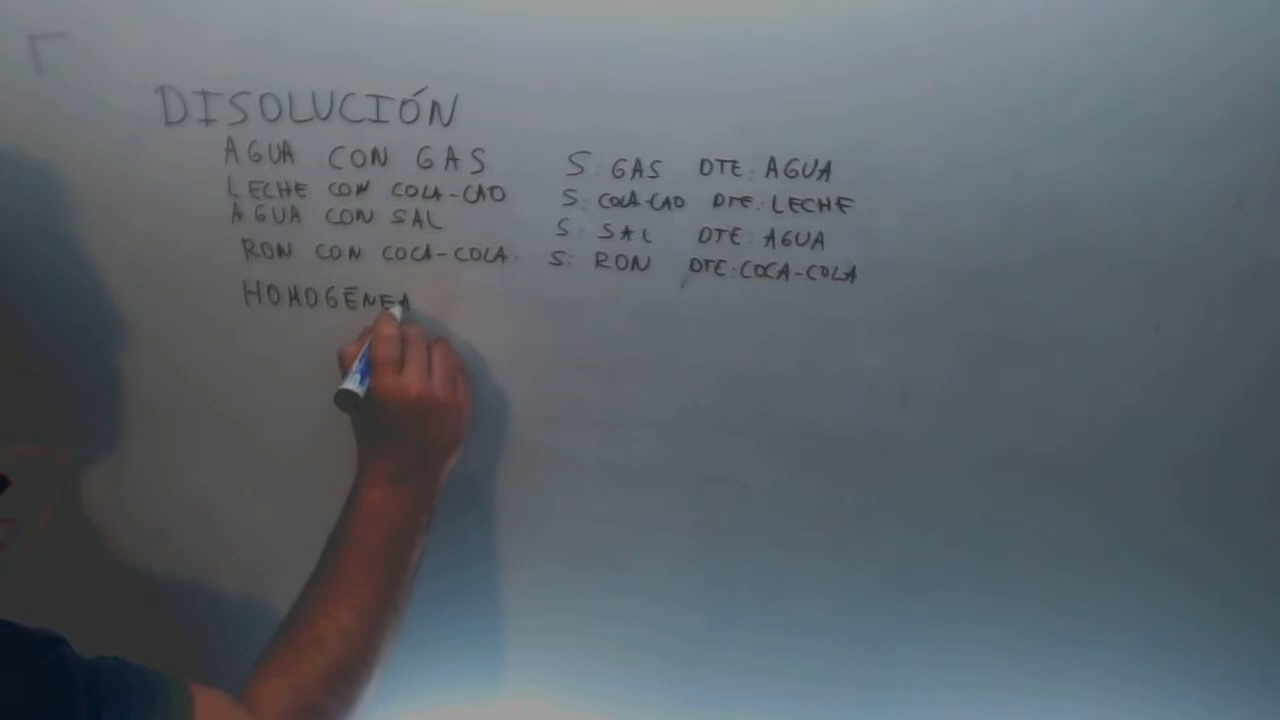 DISOLUCIÓN
AGUA CON GAS S: GAS DTE: AGUA
LECHE CON COLA-CAO S: COLA-CAO DTE: LECHE
AGUA CON SAL S: SAL DTE: AGUA
RON CON COCA-COLA: S: RON DTE: COCA-COLA
HOMOGÉNEA